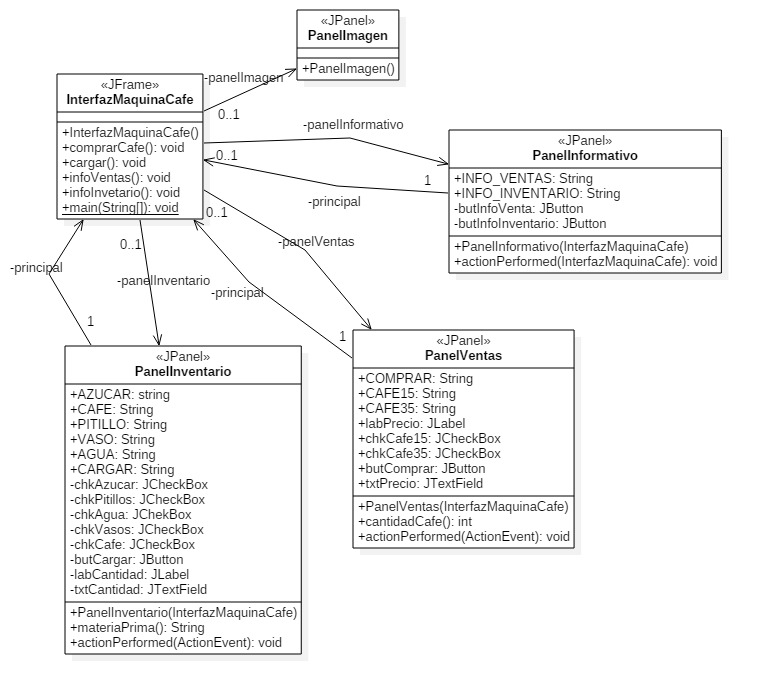 «JPanel»
PanelImagen
+PanelImagen()
-panelImagen
0..1
«JFrame»
InterfazMaquinaCafe
+InterfazMaquinaCafe()
+comprarCafe(): void
+cargar(): void
+infoVentas(): void
+infoInvetario(): void
+main(String[]): void
-panelInformativo
0..1
1
-principal
«JPanel»
PanelInformativo
+INFO_VENTAS: String
+INFO_INVENTARIO: String
-butInfoVenta: JButton
-butInfoInventario: JButton
+PanelInformativo(InterfazMaquinaCafe)
+actionPerformed(InterfazMaquinaCafe): void
0..1
-panelVentas
-principal
1
0..1
-panelInventario
-principal
1
«JPanel»
PanelInventario
+AZUCAR: string
+CAFE: String
+PITILLO: String
+VASO: String
+AGUA: String
+CARGAR: String
-chkAzucar: JCheckBox
-chkPitillos: JCheckBox
-chkAgua: JChekBox
-chkVasos: JCheckBox
-chkCafe: JCheckBox
-butCargar: JButton
-labCantidad: JLabel
-txtCantidad: JTextField
+PanelInventario(InterfazMaquinaCafe)
+materiaPrima(): String
+actionPerformed(ActionEvent): void
«JPanel»
PanelVentas
+COMPRAR: String
+CAFE15: String
+CAFE35: String
+labPrecio: JLabel
+chkCafe15: JCheckBox
+chkCafe35: JCheckBox
+butComprar: JButton
+txtPrecio: JTextField
+PanelVentas(InterfazMaquinaCafe)
+cantidadCafe(): int
+actionPerformed(ActionEvent): void